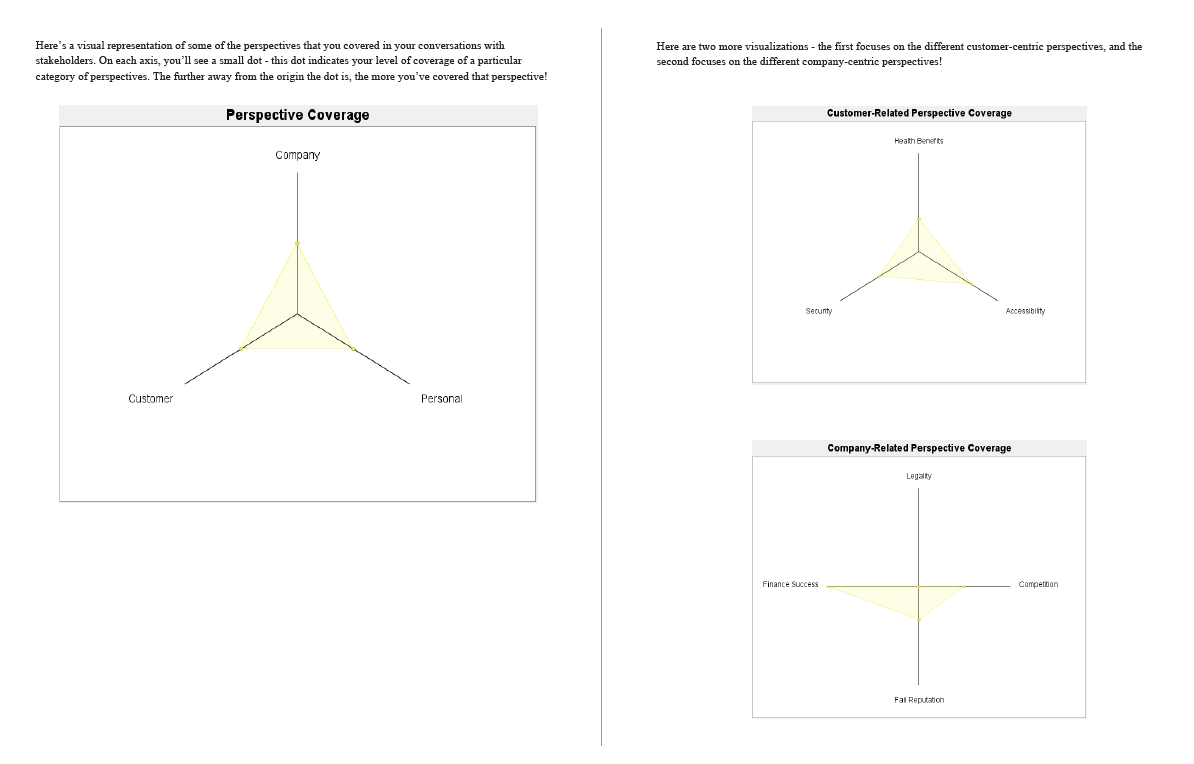 Here's a visual representation of some of the perspectives that you covered in your conversations with
stakeholders. On each axis, you'll see a small dot - this dot indicates your level of coverage of a particular
category of perspectives. The further away from the origin the dot is, the more you've covered that perspective!
Perspective Coverage
Company
Customer
Personal
Here are two more visualizations - the first focuses on the different customer-centric perspectives, and the
second focuses on the different company-centric perspectives!
Customer-Related Perspective Coverage
Health Benefits
Security
Accessibility
Company-Related Perspective Coverage
Legality
Finance Success
Competition
Fail Reputation